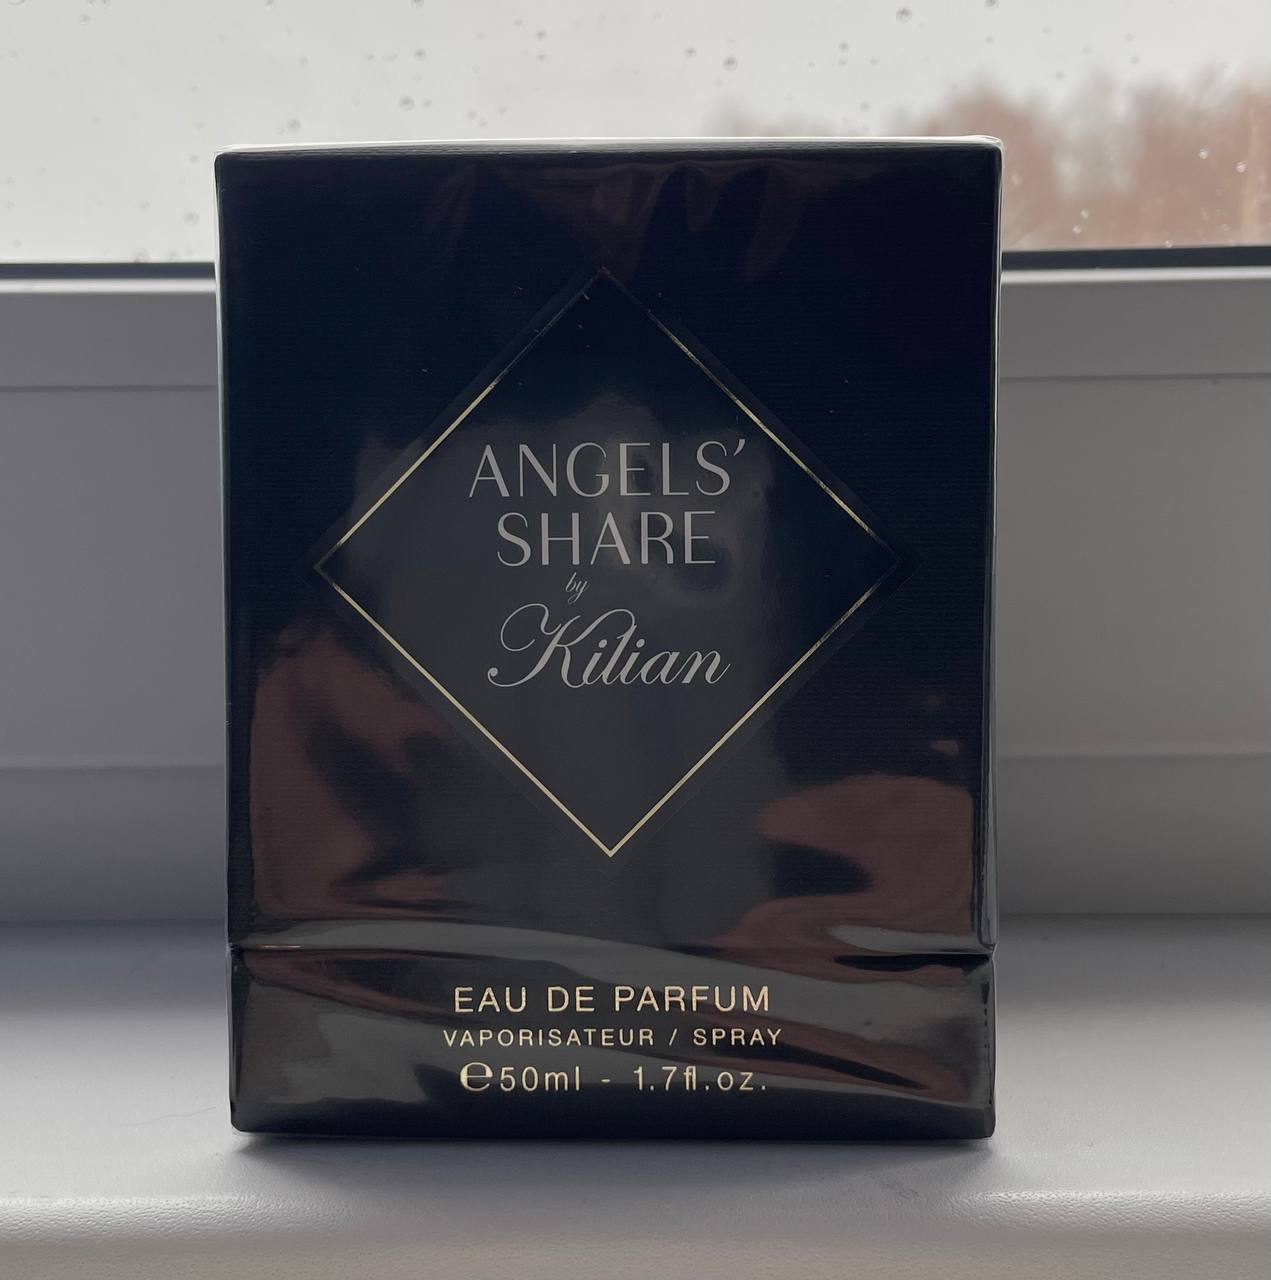 ANGELS’
SHARE
by
Kilian
EAU DE PARFUM
VAPORISATEUR / SPRAY
℮50ml - 1.7fl.oz.